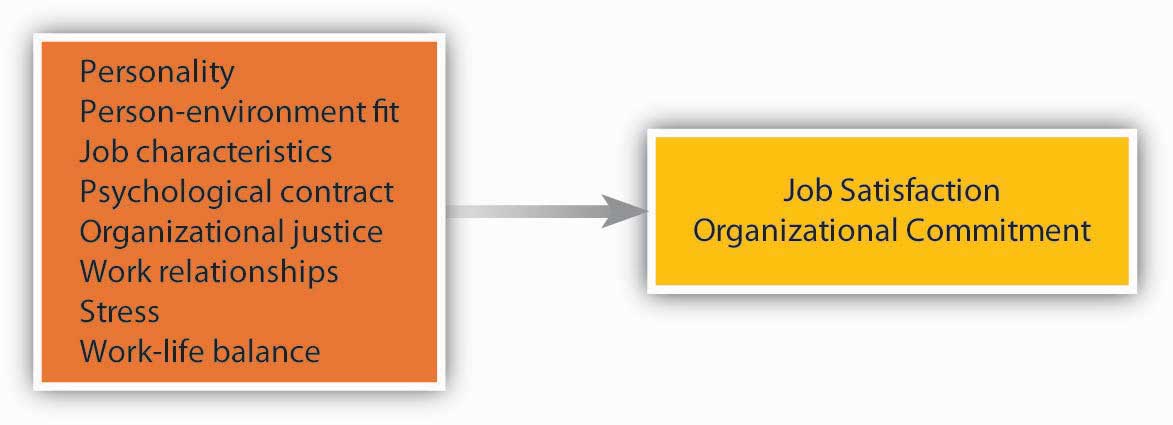 Personality
Person-environment fit
Job characteristics
Psychological contract
Organizational justice
Work relationships
Stress
Work-life balance
Job Satisfaction
Organizational Commitment